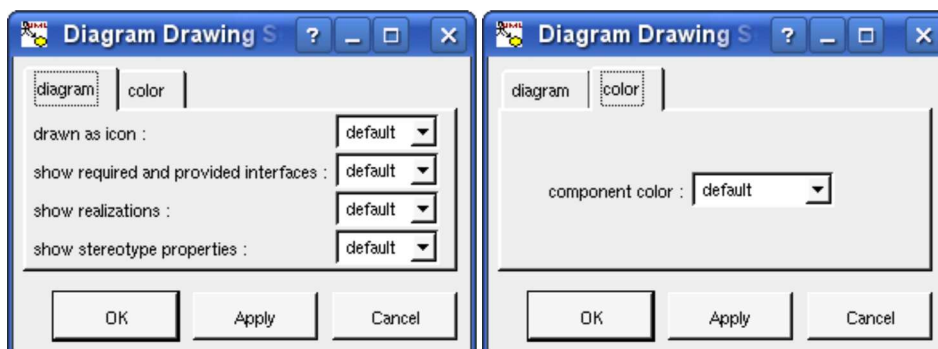 Diagram Drawing S
diagram color
drawn as icon : default
show required and provided interfaces : default
show realizations : default
show stereotype properties : default
OK Apply Cancel
Diagram Drawing S
diagram color
component color : default
OK Apply Cancel